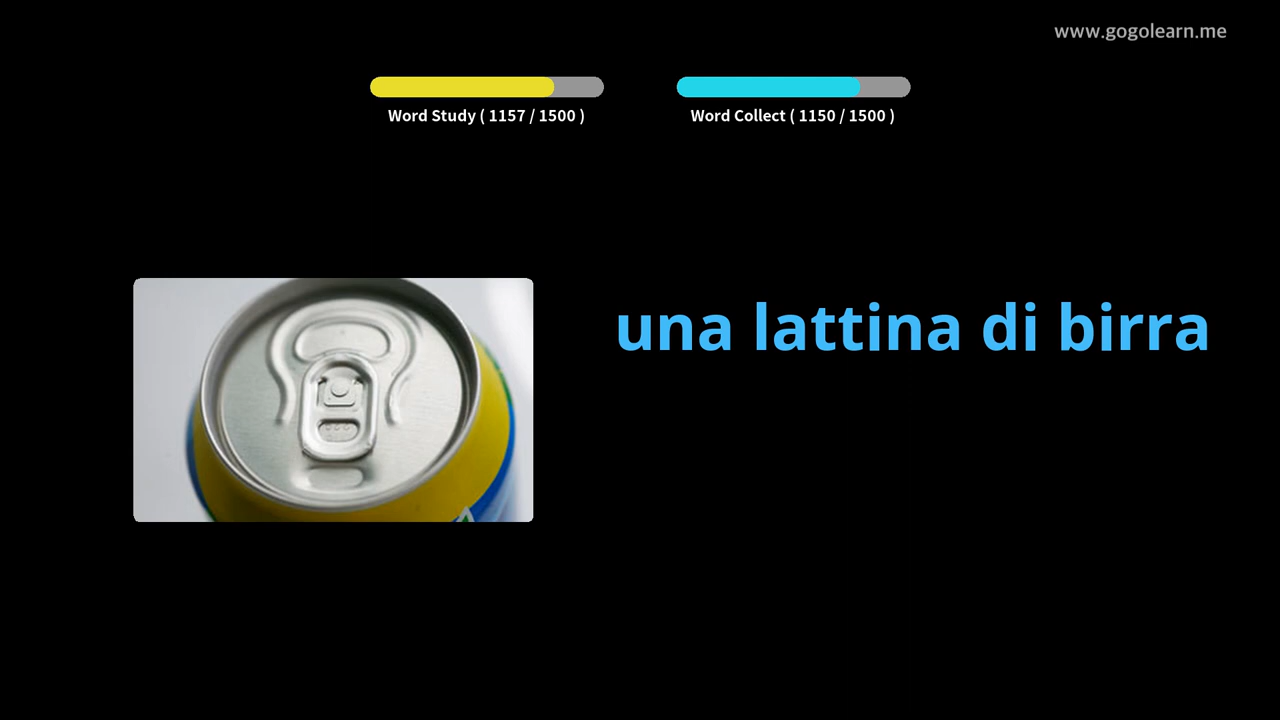 www.gogolearn.me
Word Study ( 1157 / 1500 )
Word Collect ( 1150 / 1500 )
una lattina di birra